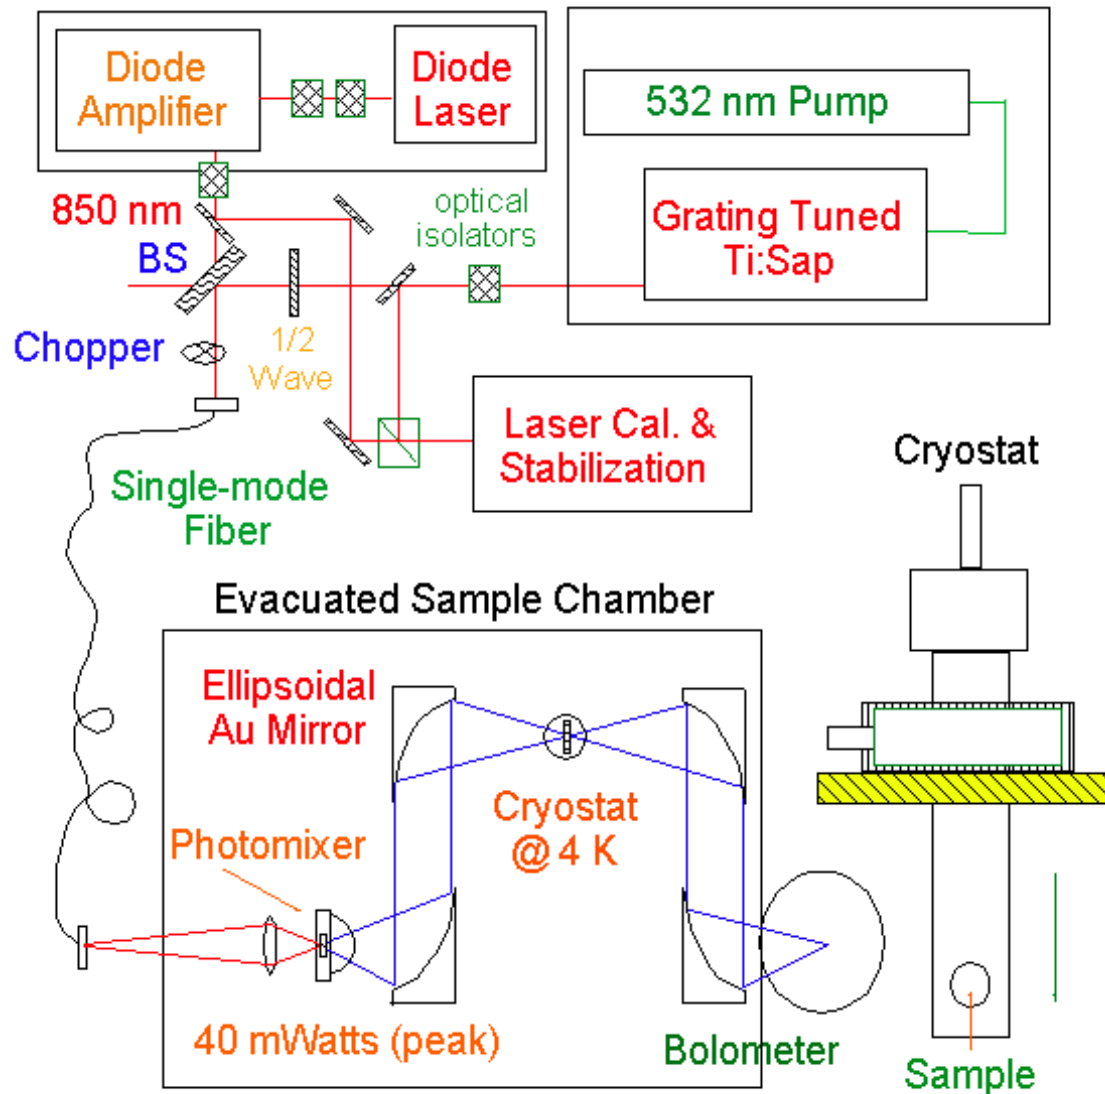 Diode
Amplifier
Diode
Laser
532 nm Pump
850 nm
optical
isolators
Grating Tuned
Ti:Sap
BS
Chopper
1/2
Wave
Laser Cal. &
Stabilization
Cryostat
Single-mode
Fiber
Evacuated Sample Chamber
Ellipsoidal
Au Mirror
Cryostat
@ 4 K
Photomixer
40 mWatts (peak)
Bolometer
Sample